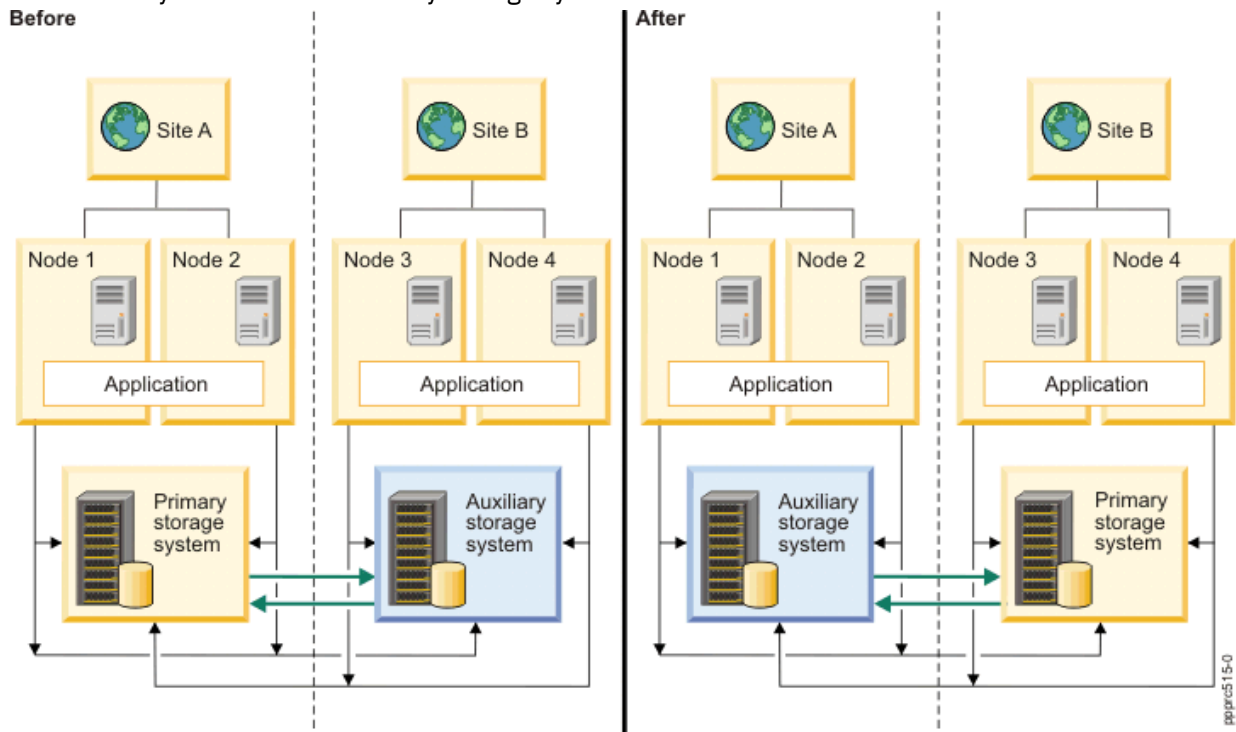 Before
After
Site A
Site B
Site A
Site B
Node 1
Node 2
Node 3
Node 4
Node 1
Node 2
Node 3
Node 4
Application
Application
Application
Application
Primary
storage
system
Auxiliary
storage
system
Auxiliary
storage
system
Primary
storage
system
ppprc515-0